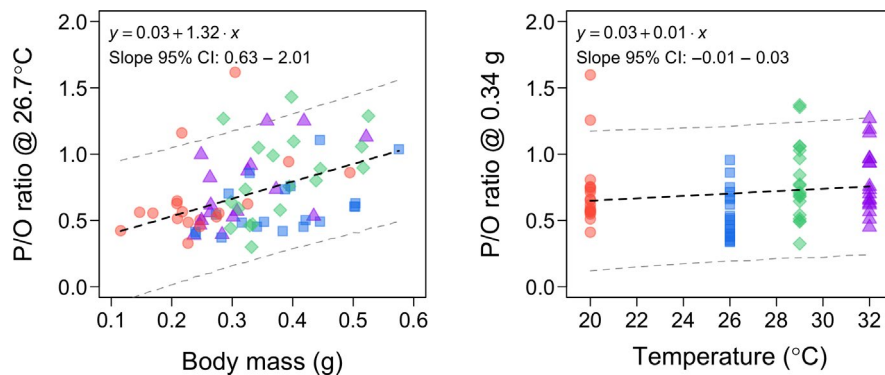 y = 0.03 + 1.32 · x
Slope 95% CI: 0.63 – 2.01
P/O ratio @ 26.7°C
2.0
1.5
1.0
0.5
0.0
0.1 0.2 0.3 0.4 0.5 0.6
Body mass (g)
y = 0.03 + 0.01 · x
Slope 95% CI: –0.01 – 0.03
P/O ratio @ 0.34 g
2.0
1.5
1.0
0.5
0.0
20 22 24 26 28 30 32
Temperature (°C)